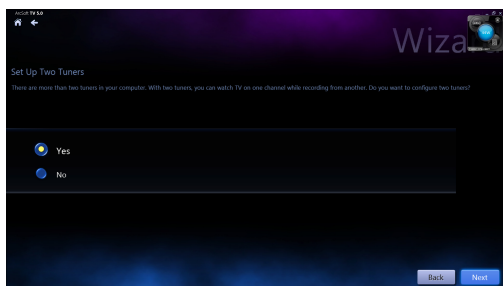 ArcSoft TV 5.0
Wiza
Set Up Two Tuners
There are more than two tuners in your computer. With two tuners, you can watch TV on one channel while recording from another. Do you want to configure two tuners?
Yes
No
Back
Next